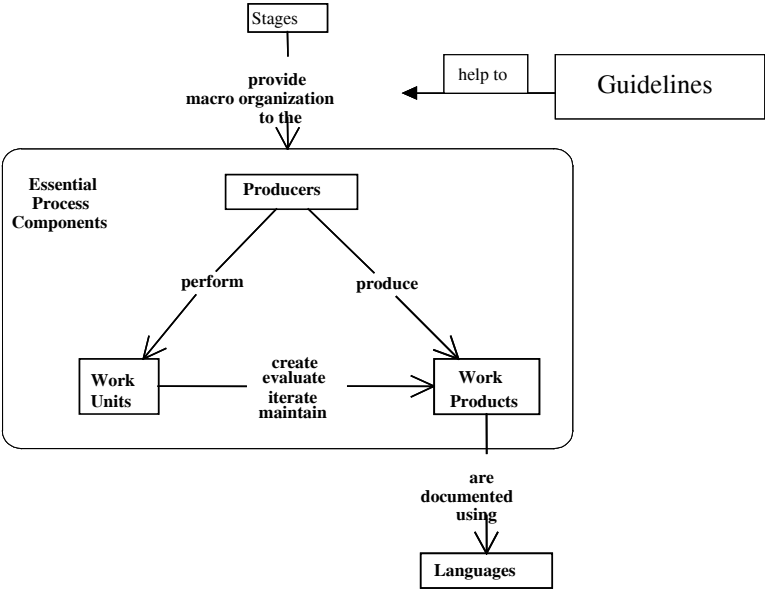 Stages
provide
macro organization
to the
help to
Guidelines
Essential
Process
Components
Producers
perform
produce
Work
Units
create
evaluate
iterate
maintain
Work
Products
are
documented
using
Languages